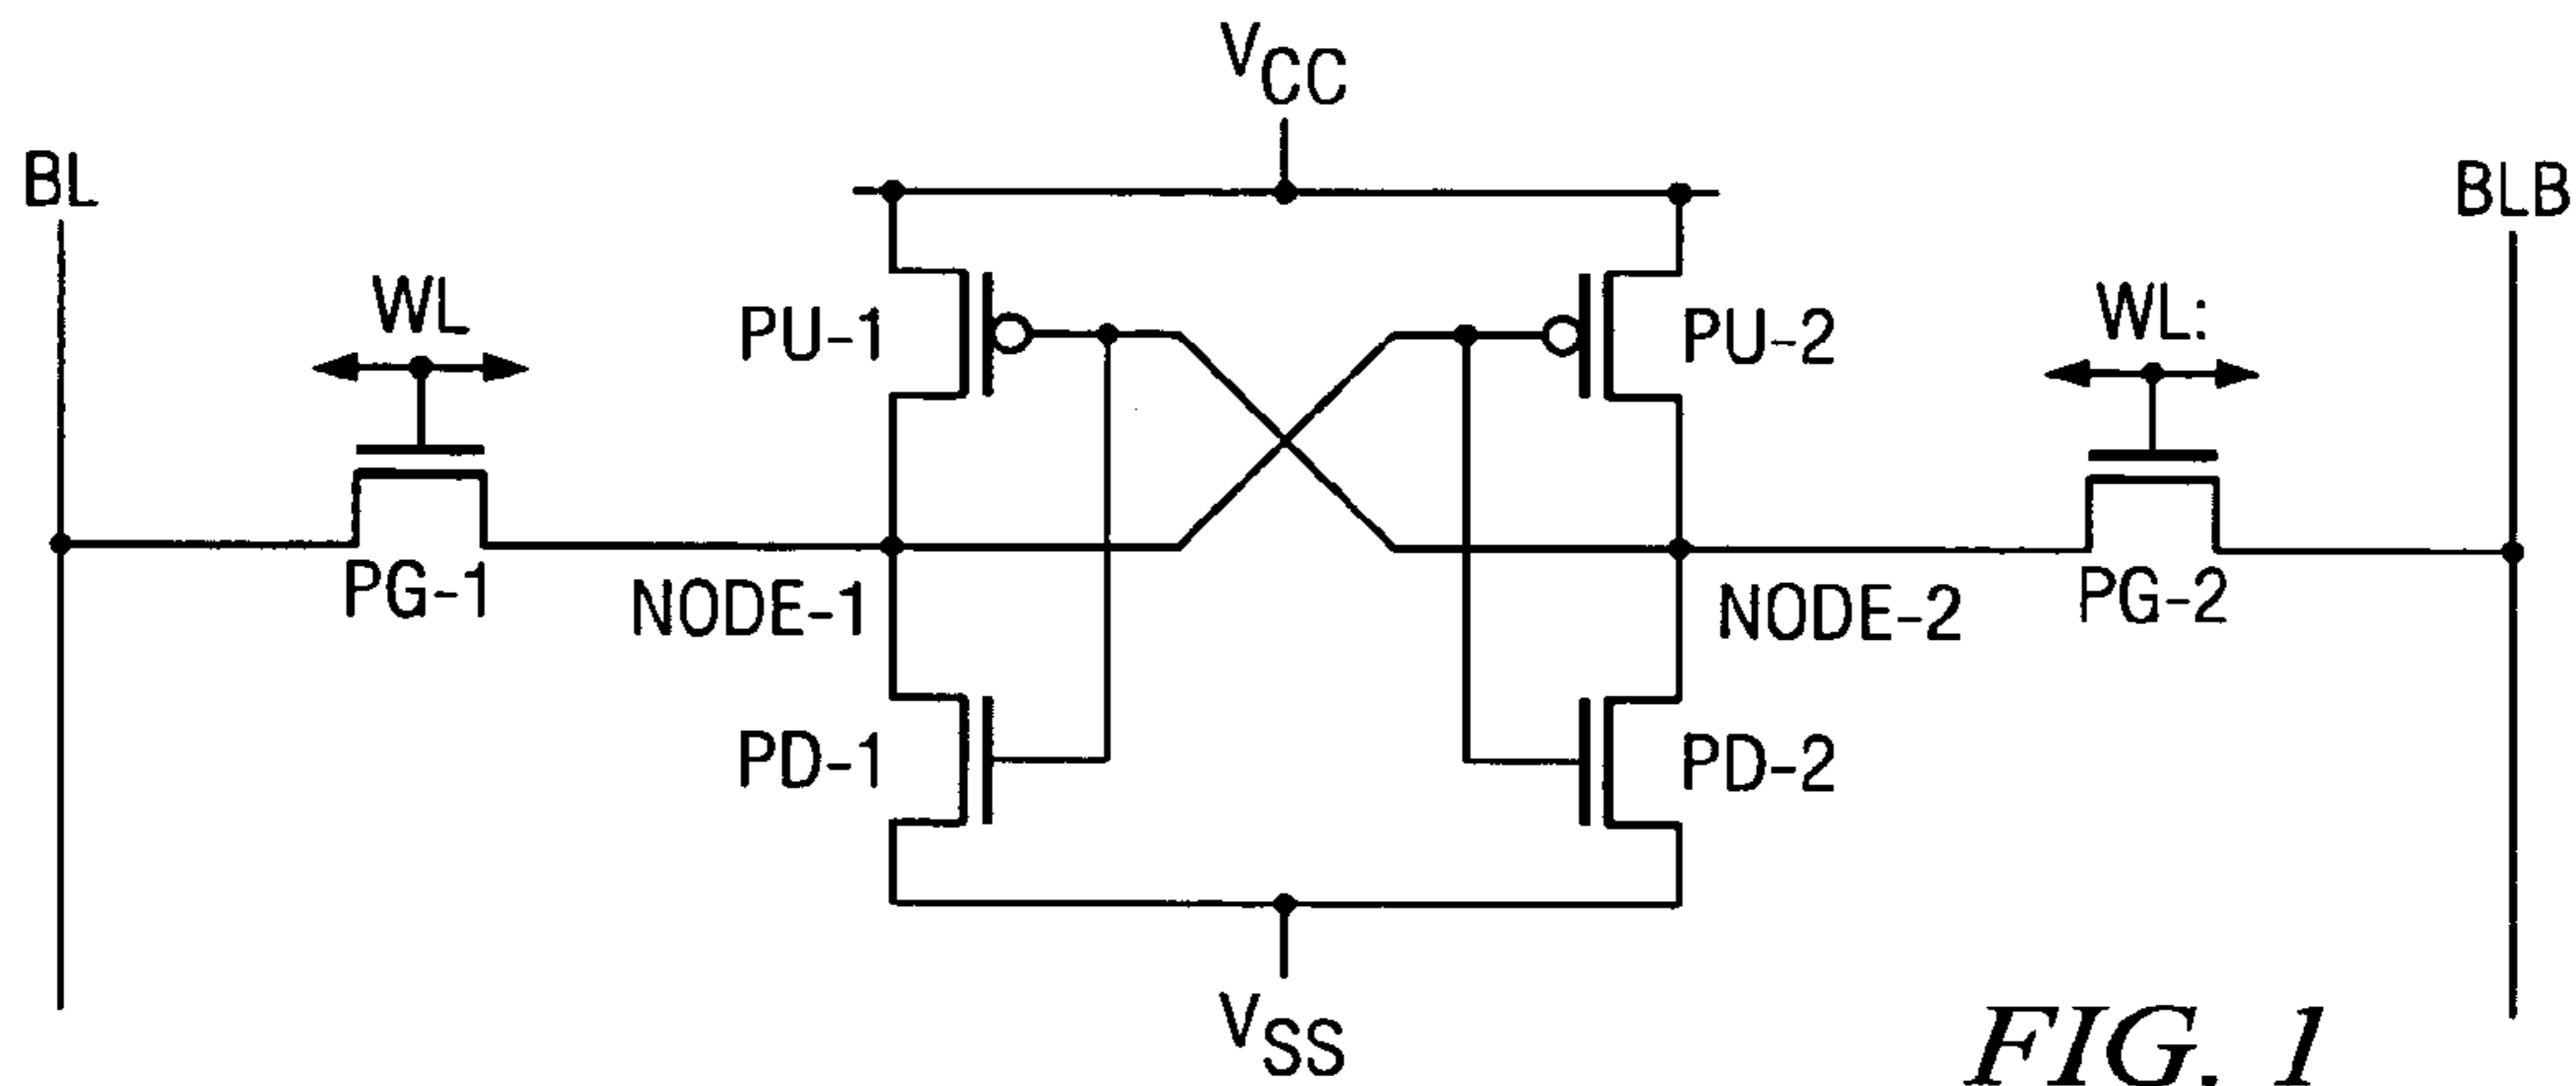 VCC
BL
BLB
WL
WL:
PU-1
PU-2
PG-1
NODE-1
NODE-2
PG-2
PD-1
PD-2
VSS
FIG. 1